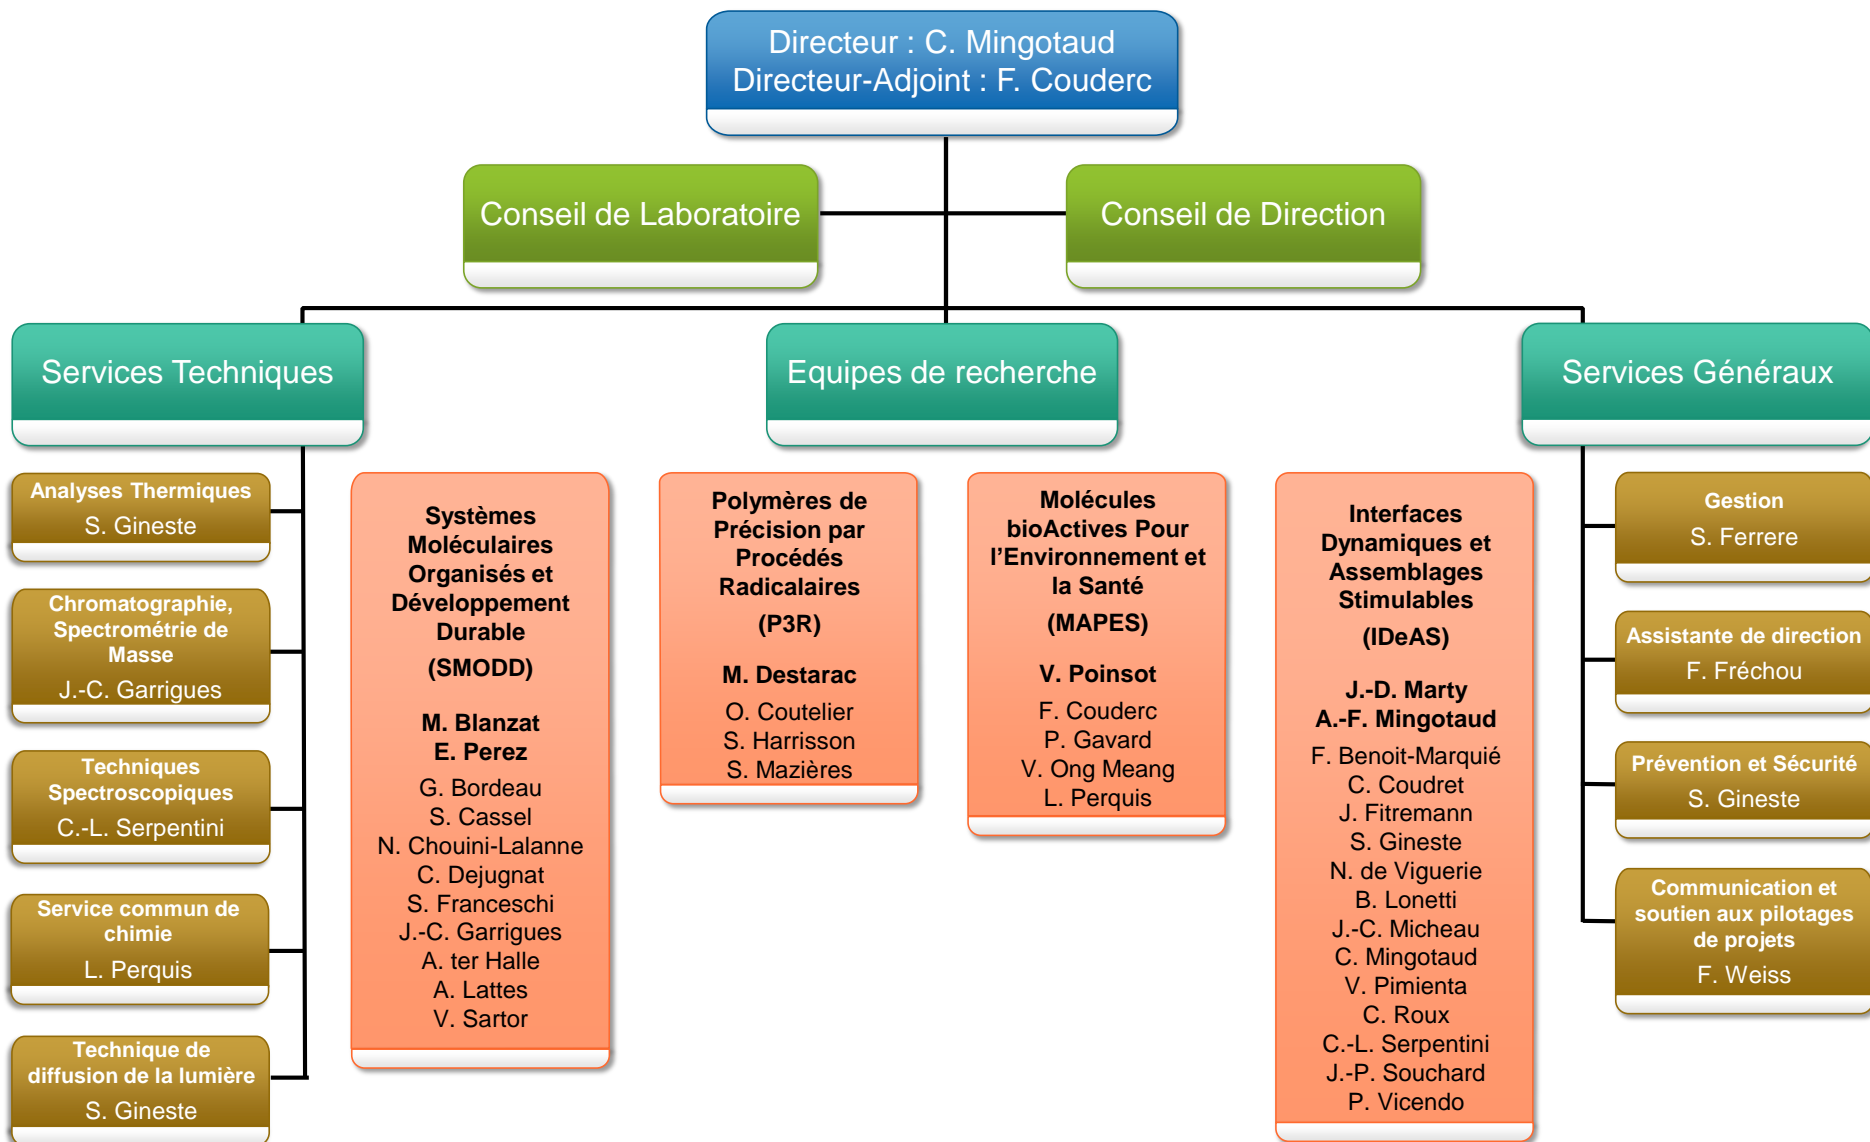 Directeur : C. Mingotaud
Directeur-Adjoint : F. Couderc
Conseil de Laboratoire
Conseil de Direction
Services Techniques
Equipes de recherche
Services Généraux
Analyses Thermiques
S. Gineste
Chromatographie,
Spectrométrie de
Masse
J.-C. Garrigues
Techniques
Spectroscopiques
C.-L. Serpentini
Service commun de
chimie
L. Perquis
Technique de
diffusion de la lumière
S. Gineste
Systèmes
Moléculaires
Organisés et
Développement
Durable
(SMODD)
M. Blanzat
E. Perez
G. Bordeau
S. Cassel
N. Chouini-Lalanne
C. Dejugnat
S. Franceschi
J.-C. Garrigues
A. ter Halle
A. Lattes
V. Sartor
Polymères de
Précision par
Procédés
Radicalaires
(P3R)
M. Destarac
O. Coutelier
S. Harrisson
S. Mazières
Molécules
bioActives Pour
l’Environnement et
la Santé
(MAPES)
V. Poinsot
F. Couderc
P. Gavard
V. Ong Meang
L. Perquis
Interfaces
Dynamiques et
Assemblages
Stimulables
(IDeAS)
J.-D. Marty
A.-F. Mingotaud
F. Benoit-Marquié
C. Coudret
J. Fitremann
S. Gineste
N. de Viguerie
B. Lonetti
J.-C. Micheau
C. Mingotaud
V. Pimienta
C. Roux
C.-L. Serpentini
J.-P. Souchard
P. Vicendo
Gestion
S. Ferrere
Assistante de direction
F. Fréchou
Prévention et Sécurité
S. Gineste
Communication et
soutien aux pilotages
de projets
F. Weiss